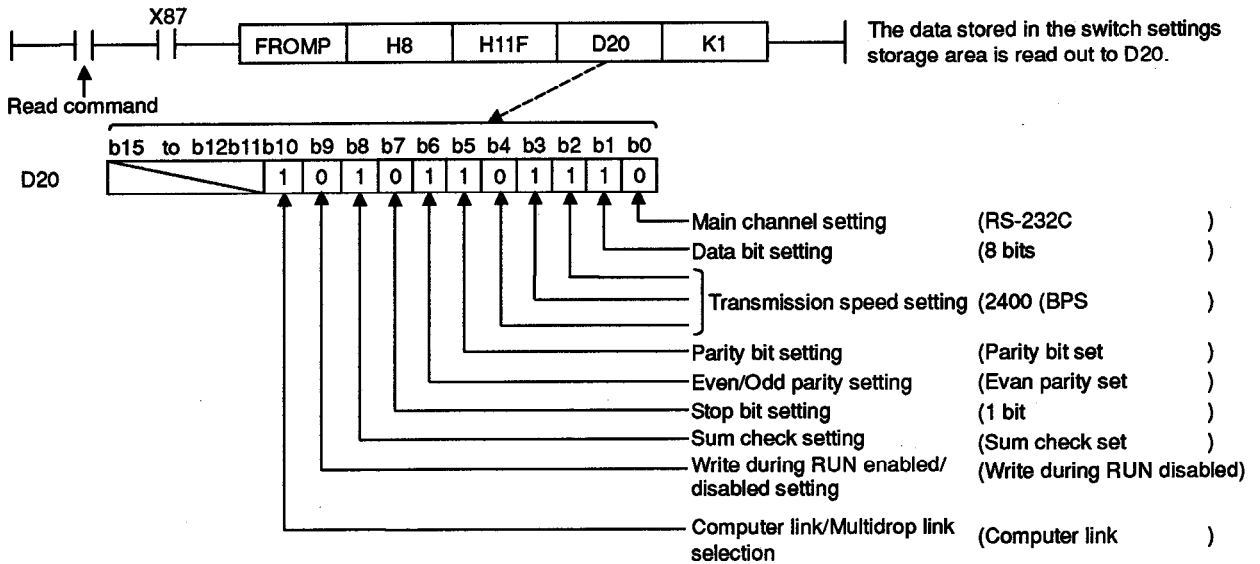 X87
FROMP H8 H11F D20 K1
The data stored in the switch settings
storage area is read out to D20.
Read command
b15 to b12b11b10 b9 b8 b7 b6 b5 b4 b3 b2 b1 b0
D20 1 0 1 0 1 1 0 1 1 1 0
Main channel setting (RS-232C )
Data bit setting (8 bits )
Transmission speed setting (2400 (BPS )
Parity bit setting (Parity bit set )
Even/Odd parity setting (Evan parity set )
Stop bit setting (1 bit )
Sum check setting (Sum check set )
Write during RUN enabled/
disabled setting (Write during RUN disabled)
Computer link/Multidrop link
selection (Computer link )